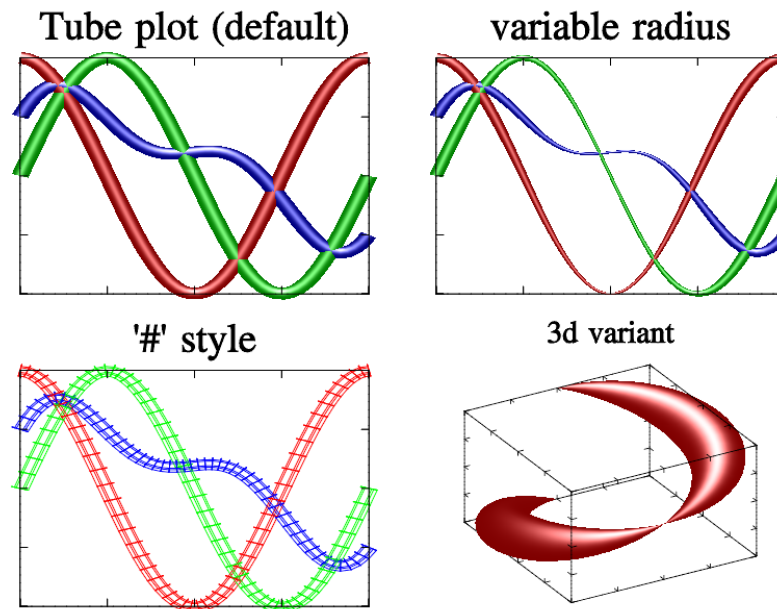 Tube plot (default)
variable radius
'#' style
3d variant